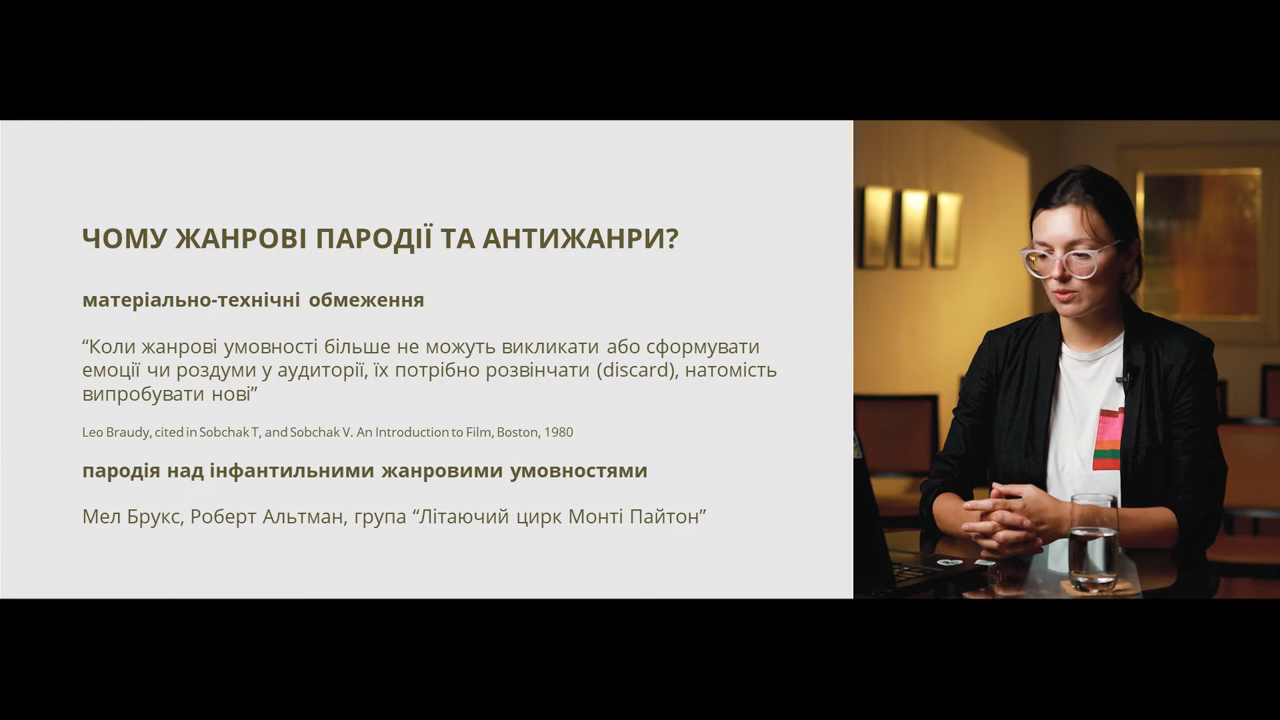 ЧОМУ ЖАНРОВІ ПАРОДІЇ ТА АНТИЖАНРИ?
матеріально-технічні обмеження
“Коли жанрові умовності більше не можуть викликати або сформувати
емоції чи роздуми у аудиторії, їх потрібно розвінчати (discard), натомість
випробувати нові”
Leo Braudy, cited in Sobchak T, and Sobchak V. An Introduction to Film, Boston, 1980
пародія над інфантильними жанровими умовностями
Мел Брукс, Роберт Альтман, група “Літаючий цирк Монті Пайтон”